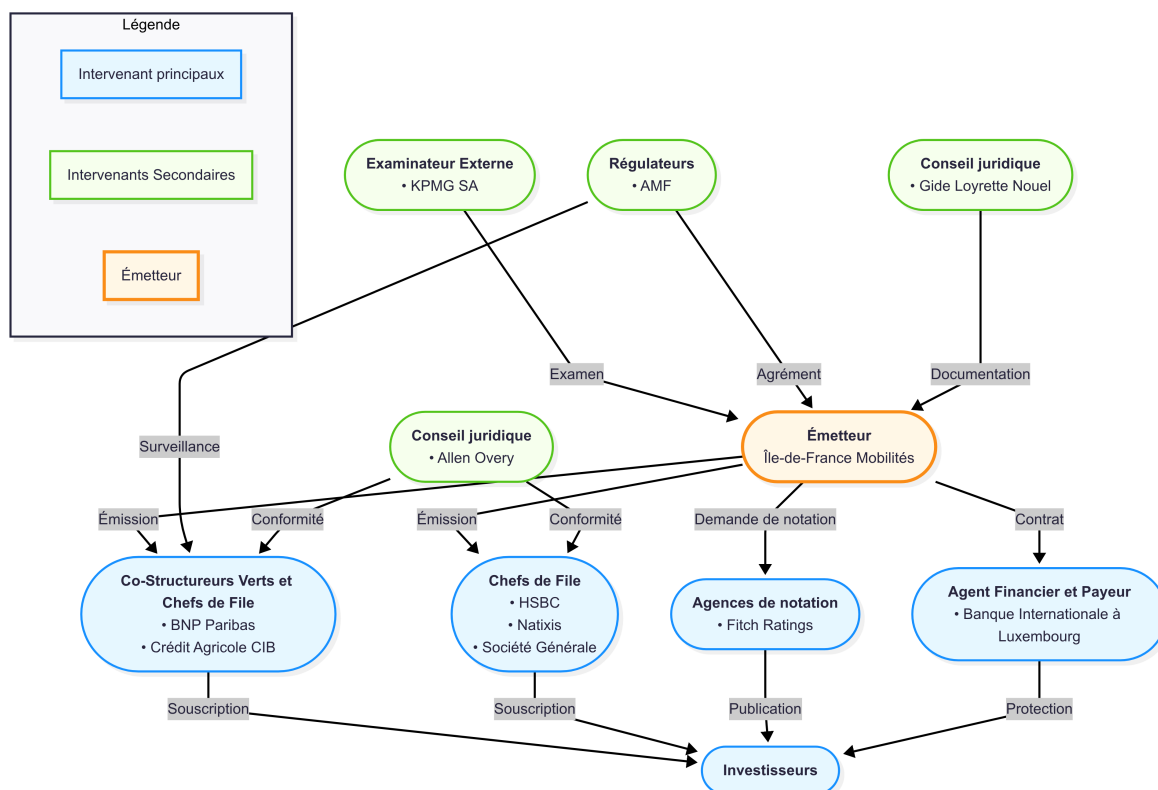 Légende
Intervenant principaux
Intervenants Secondaires
Émetteur
Examinateur Externe
• KPMG SA
Régulateurs
• AMF
Conseil juridique
• Gide Loyrette Nouel
Examen
Agrément
Documentation
Surveillance
Conseil juridique
• Allen Overy
Émetteur
Île-de-France Mobilités
Émission
Conformité
Émission
Conformité
Demande de notation
Contrat
Co-Structureurs Verts et
Chefs de File
• BNP Paribas
• Crédit Agricole CIB
Chefs de File
• HSBC
• Natixis
• Société Générale
Agences de notation
• Fitch Ratings
Agent Financier et Payeur
• Banque Internationale à
Luxembourg
Souscription
Souscription
Publication
Protection
Investisseurs